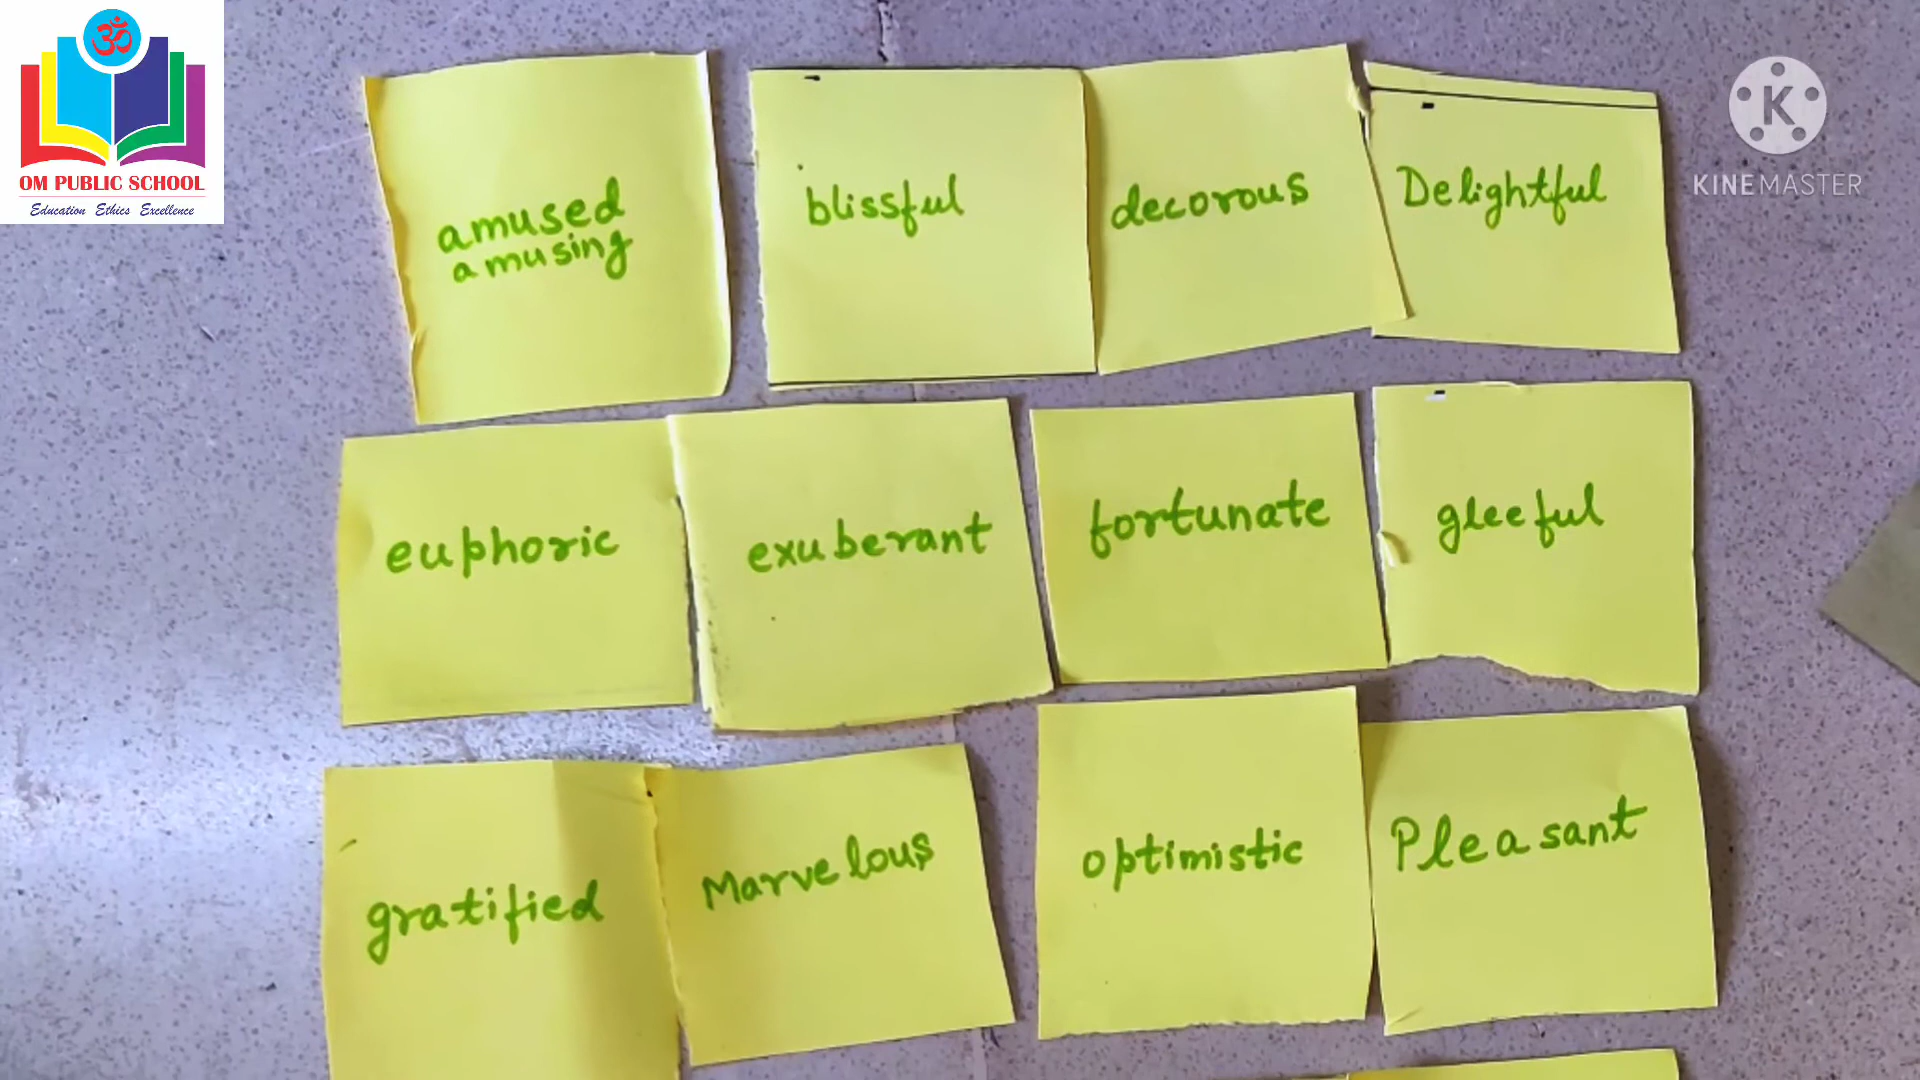 ॐ
OM PUBLIC SCHOOL
Education Ethics Excellence
K
KINEMASTER
amused
amusing
blissful
decorous
Delightful
euphoric
exuberant
fortunate
gleeful
gratified
Marvelous
optimistic
Pleasant